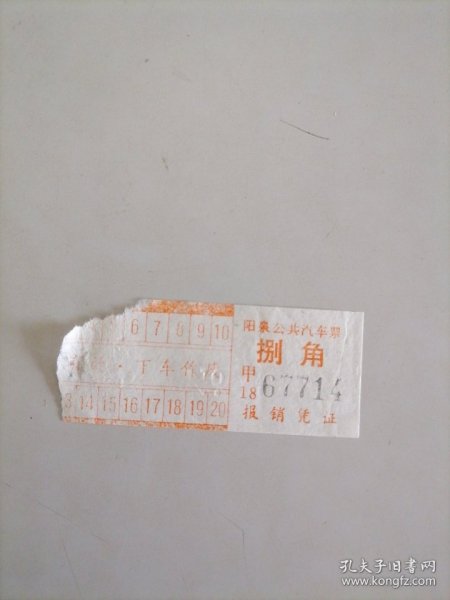 6 7 8 9 10
下车作废
3 14 15 16 17 18 19 20
阳泉公共汽车票
捌角
甲
18 67714
报销凭证
孔夫子旧书网
www.kongfz.com